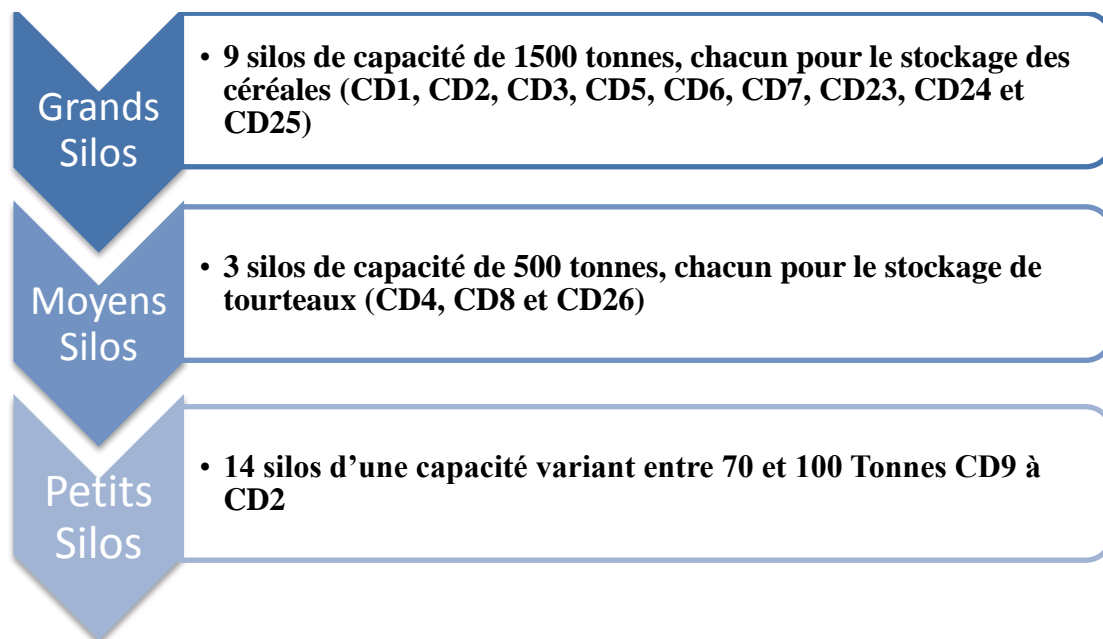 Grands
Silos
• 9 silos de capacité de 1500 tonnes, chacun pour le stockage des
céréales (CD1, CD2, CD3, CD5, CD6, CD7, CD23, CD24 et
CD25)
Moyens
Silos
• 3 silos de capacité de 500 tonnes, chacun pour le stockage de
tourteaux (CD4, CD8 et CD26)
Petits
Silos
• 14 silos d’une capacité variant entre 70 et 100 Tonnes CD9 à
CD2